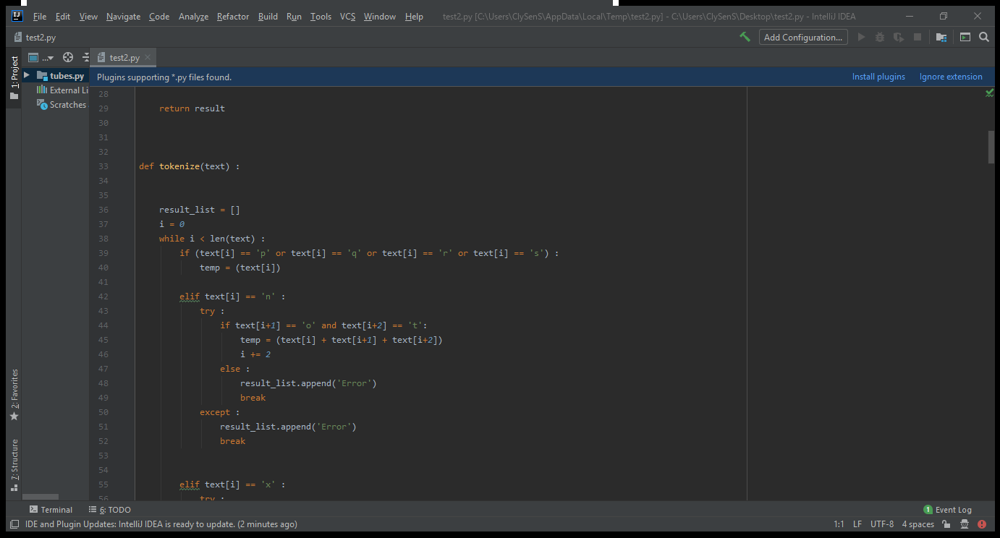 File Edit View Navigate Code Analyze Refactor Build Run Tools VCS Window Help test2.py [C:\Users\ClySenS\AppData\Local\Temp\test2.py] - C:\Users\ClySenS\Desktop\test2.py - IntelliJ IDEA
test2.py Add Configuration...
1: Project
... test2.py
tubes.py
External Li
Scratches
Plugins supporting *.py files found. Install plugins Ignore extension
28
29 return result
30
31
32
33 def tokenize(text) :
34
35
36 result_list = []
37 i = 0
38 while i < len(text) :
39 if (text[i] == 'p' or text[i] == 'q' or text[i] == 'r' or text[i] == 's') :
40 temp = (text[i])
41
42 elif text[i] == 'n' :
43 try :
44 if text[i+1] == 'o' and text[i+2] == 't':
45 temp = (text[i] + text[i+1] + text[i+2])
46 i += 2
47 else :
48 result_list.append('Error')
49 break
50 except :
51 result_list.append('Error')
52 break
53
54
55 elif text[i] == 'x' :
56 try :
2: Favorites
7: Structure
Terminal 6: TODO 1 Event Log
IDE and Plugin Updates: IntelliJ IDEA is ready to update. (2 minutes ago) 1:1 LF UTF-8 4 spaces